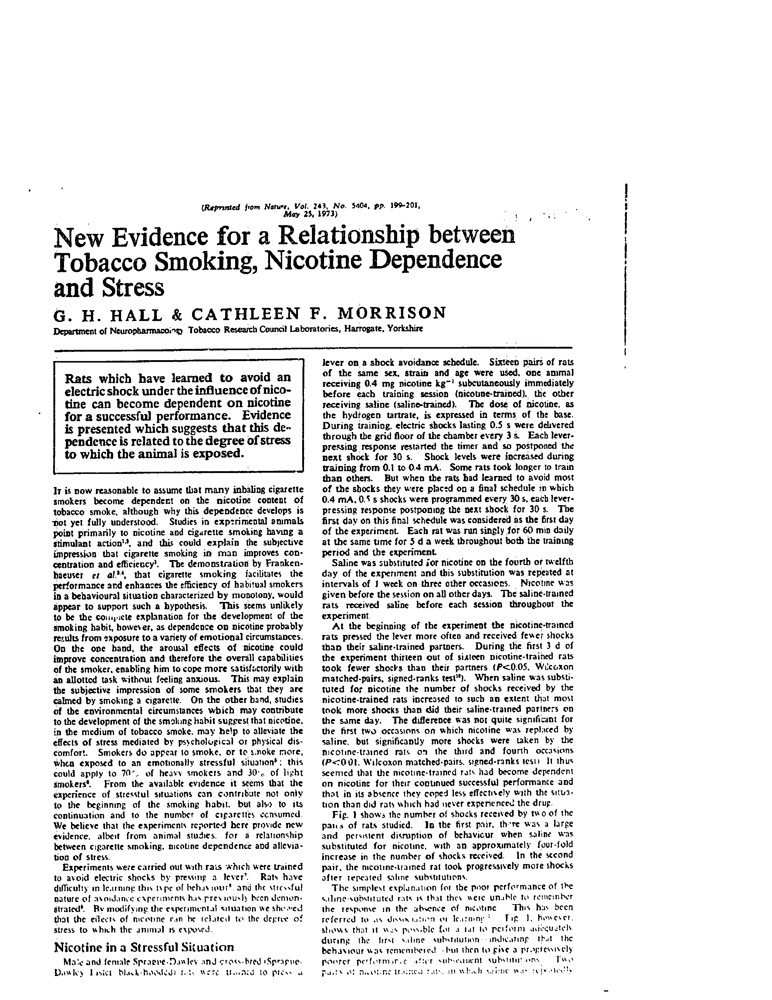 (Reprinted from Nature, Vol. 243, No. 5404, pp. 199-201,
May 25, 1973)
New Evidence for a Relationship between
Tobacco Smoking, Nicotine Dependence
and Stress
G. H. HALL & CATHLEEN F. MORRISON
Department of Neuropharmacology Tobacco Research Council Laboratories, Harrogate, Yorkshire
Rats which have learned to avoid an
electric shock under the influence of nico-
tine can become dependent on nicotine
for a successful performance. Evidence
is presented which suggests that this de-
pendence is related to the degree of stress
to which the animal is exposed.
IT is now reasonable to assume that many inhaling cigarette
smokers become dependent on the nicotine content of
tobacco smoke, although why this dependence develops is
not yet fully understood. Studies in experimental animals
point primarily to nicotine and cigarette smoking having a
stimulant action, and this could explain the subjective
impression that cigarette smoking in man improves con-
centration and efficiency. The demonstration by Franken-
haeuser et al., that cigarette smoking facilitates the
performance and enhances the efficiency of habitual smokers
in a behavioural situation characterized by monotony, would
appear to support such a hypothesis. This seems unlikely
to be the complete explanation for the development of the
smoking habit, however, as dependence on nicotine probably
results from exposure to a variety of emotional circumstances.
On the one hand, the arousal effects of nicotine could
improve concentration and therefore the overall capabilities
of the smoker, enabling him to cope more satisfactorily with
an allotted task without feeling anxious. This may explain
the subjective impression of some smokers that they are
calmed by smoking a cigarette. On the other hand, studies
of the environmental circumstances which may contribute
to the development of the smoking habit suggest that nicotine,
in the medium of tobacco smoke, may help to alleviate the
effects of stress mediated by psychological or physical dis-
comfort. Smokers do appear to smoke, or to smoke more,
when exposed to an emotionally stressful situation; this
could apply to 70% of heavy smokers and 30% of light
smokers. From the available evidence it seems that the
experience of stressful situations can contribute not only
to the beginning of the smoking habit, but also to its
continuation and to the number of cigarettes consumed.
We believe that the experiments reported here provide new
evidence, albeit from animal studies, for a relationship
between cigarette smoking, nicotine dependence and allevia-
tion of stress.
Experiments were carried out with rats which were trained
to avoid electric shocks by pressing a lever. Rats have
difficulty in learning this type of behaviour and the stressful
nature of avoidance experiments has previously been demon-
strated. By modifying the experimental situation we showed
that the effects of nicotine can be related to the degree of
stress to which the animal is exposed.
Nicotine in a Stressful Situation
Male and female Sprague-Dawley and cross-bred (Sprague-
Dawley Lister black-hooded) rats were trained to press a
lever on a shock avoidance schedule. Sixteen pairs of rats
of the same sex, strain and age were used, one animal
receiving 0.4 mg nicotine kg⁻¹ subcutaneously immediately
before each training session (nicotine-trained), the other
receiving saline (saline-trained). The dose of nicotine, as
the hydrogen tartrate, is expressed in terms of the base.
During training, electric shocks lasting 0.5 s were delivered
through the grid floor of the chamber every 3 s. Each lever-
pressing response restarted the timer and so postponed the
next shock for 30 s. Shock levels were increased during
training from 0.1 to 0.4 mA. Some rats took longer to train
than others. But when the rats had learned to avoid most
of the shocks they were placed on a final schedule in which
0.4 mA, 0.5 s shocks were programmed every 30 s, each lever-
pressing response postponing the next shock for 30 s. The
first day on this final schedule was considered as the first day
of the experiment. Each rat was run singly for 60 min daily
at the same time for 5 d a week throughout both the training
period and the experiment.
Saline was substituted for nicotine on the fourth or twelfth
day of the experiment and this substitution was repeated at
intervals of 1 week on three other occasions. Nicotine was
given before the session on all other days. The saline-trained
rats received saline before each session throughout the
experiment.
At the beginning of the experiment the nicotine-trained
rats pressed the lever more often and received fewer shocks
than their saline-trained partners. During the first 3 d of
the experiment thirteen out of sixteen nicotine-trained rats
took fewer shocks than their partners (P<0.05, Wilcoxon
matched-pairs, signed-ranks test¹⁰). When saline was substi-
tuted for nicotine the number of shocks received by the
nicotine-trained rats increased to such an extent that most
took more shocks than did their saline-trained partners on
the same day. The difference was not quite significant for
the first two occasions on which nicotine was replaced by
saline, but significantly more shocks were taken by the
nicotine-trained rats on the third and fourth occasions
(P<0.01, Wilcoxon matched-pairs, signed-ranks test). It thus
seemed that the nicotine-trained rats had become dependent
on nicotine for their continued successful performance and
that in its absence they coped less effectively with the situa-
tion than did rats which had never experienced the drug.
Fig. 1 shows the number of shocks received by two of the
pairs of rats studied. In the first pair, there was a large
and persistent disruption of behaviour when saline was
substituted for nicotine, with an approximately four-fold
increase in the number of shocks received. In the second
pair, the nicotine-trained rat took progressively more shocks
after repeated saline substitutions.
The simplest explanation for the poor performance of the
saline-substituted rats is that they were unable to remember
the response in the absence of nicotine. This has been
referred to as dissociation of learning. Fig. 1, however,
shows that it was possible for a rat to perform adequately
during the first saline substitution—indicating that the
behaviour was remembered—but then to give a progressively
poorer performance after subsequent substitutions. Two
pairs of nicotine-trained rats, in which saline was repeatedly